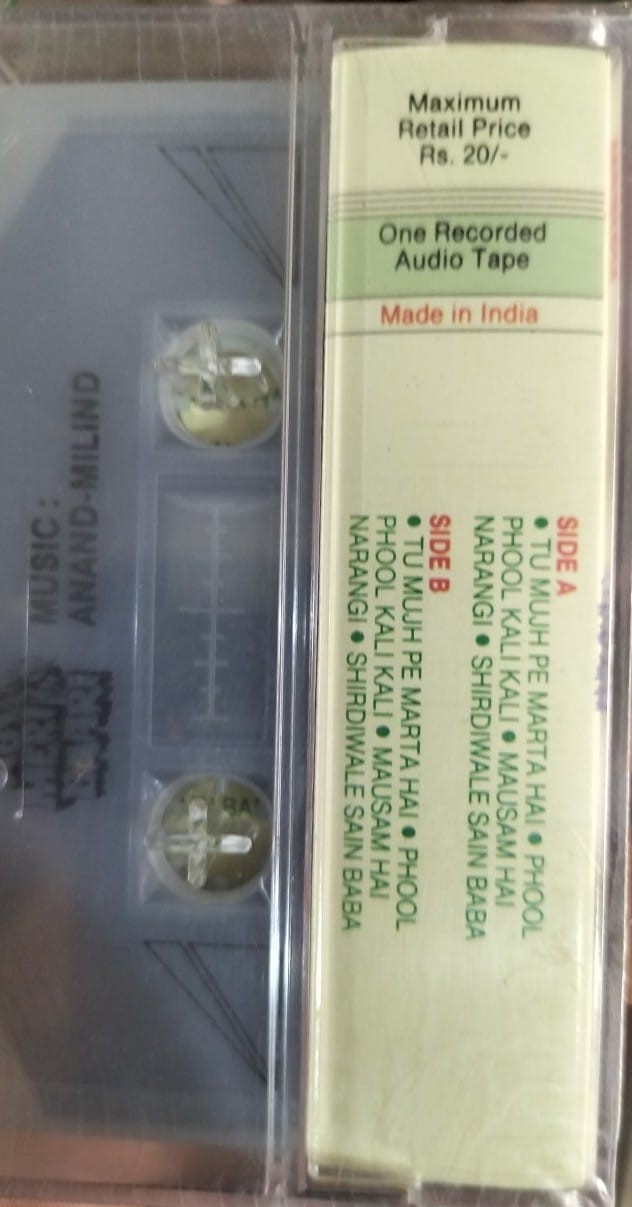 Maximum
Retail Price
Rs. 20/-
One Recorded
Audio Tape
Made in India
SIDE A
• TU MUJH PE MARTA HAI • PHOOL
PHOOL KALI KALI • MAUSAM HAI
NARANGI • SHIRDIWALE SAIN BABA
SIDE B
• TU MUJH PE MARTA HAI • PHOOL
PHOOL KALI KALI • MAUSAM HAI
NARANGI • SHIRDIWALE SAIN BABA
MUSIC :
ANAND-MILIND